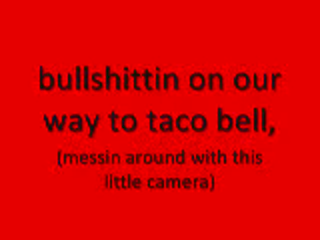 bullshittin on our
way to taco bell,
(messin around with this
little camera)